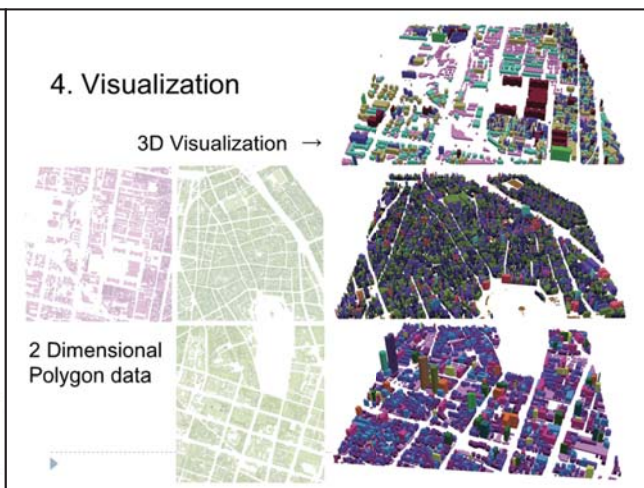 4. Visualization
3D Visualization →
2 Dimensional
Polygon data